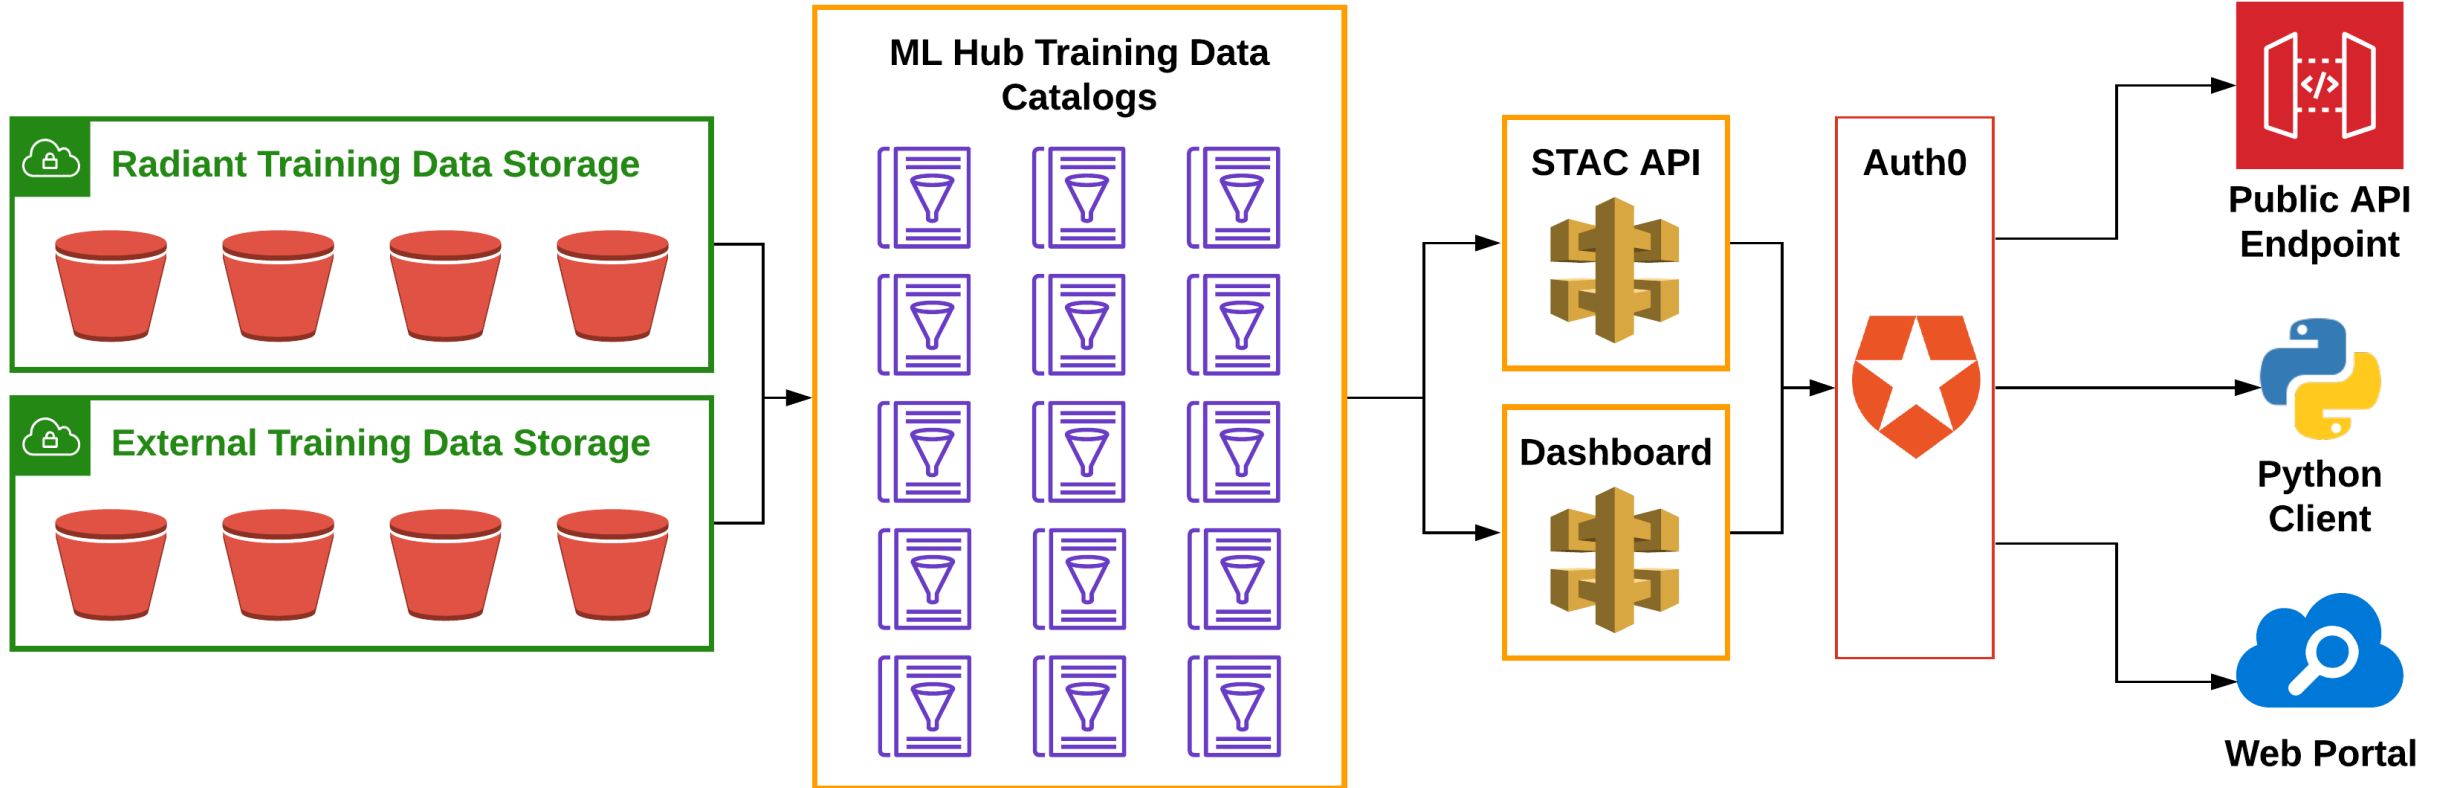 Radiant Training Data Storage
External Training Data Storage
ML Hub Training Data
Catalogs
STAC API
Dashboard
Auth0
Public API
Endpoint
Python
Client
Web Portal